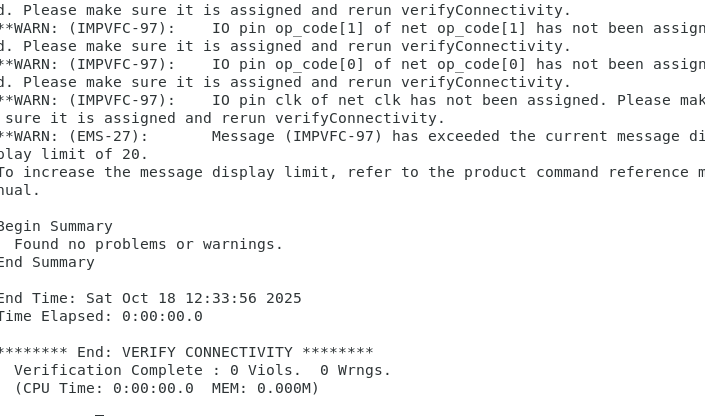 d. Please make sure it is assigned and rerun verifyConnectivity.
**WARN: (IMPVFC-97):    IO pin op_code[1] of net op_code[1] has not been assign
d. Please make sure it is assigned and rerun verifyConnectivity.
**WARN: (IMPVFC-97):    IO pin op_code[0] of net op_code[0] has not been assign
d. Please make sure it is assigned and rerun verifyConnectivity.
**WARN: (IMPVFC-97):    IO pin clk of net clk has not been assigned. Please mak
 sure it is assigned and rerun verifyConnectivity.
**WARN: (EMS-27):       Message (IMPVFC-97) has exceeded the current message di
play limit of 20.
To increase the message display limit, refer to the product command reference m
nual.

Begin Summary
  Found no problems or warnings.
End Summary

End Time: Sat Oct 18 12:33:56 2025
Time Elapsed: 0:00:00.0

******** End: VERIFY CONNECTIVITY ********
  Verification Complete : 0 Viols.  0 Wrngs.
  (CPU Time: 0:00:00.0  MEM: 0.000M)